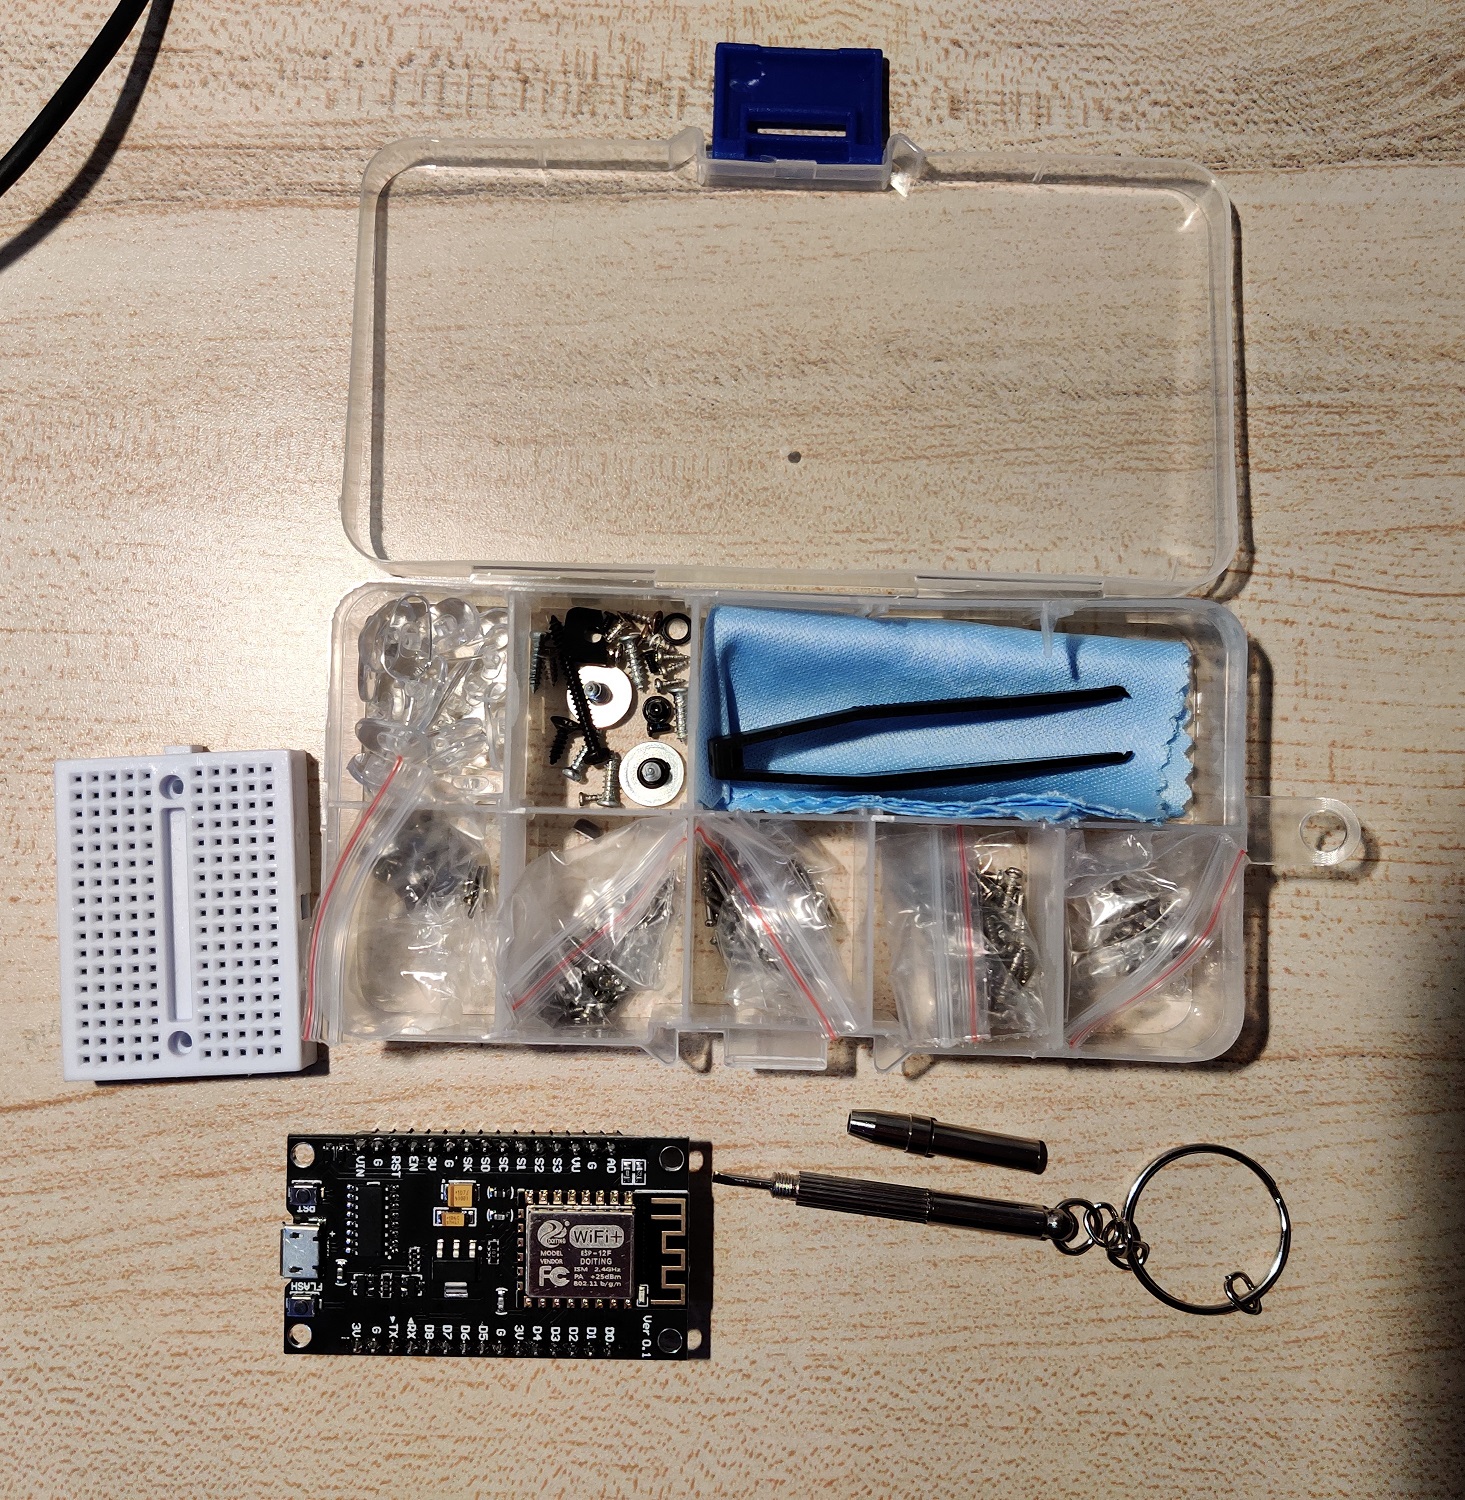 VIN G RST EN 3V G SK SO SC S1 S2 S3 VU G A0
RST
DOITING
WiFi+
MODEL ESP-12F
VENDOR DOITING
ISM 2.4GHz
PA +25dBm
802.11 b/g/n
FC
FLASH
3V G TX RX D8 D7 D6 D5 G 3V D4 D3 D2 D1 D0
Ver 0.1